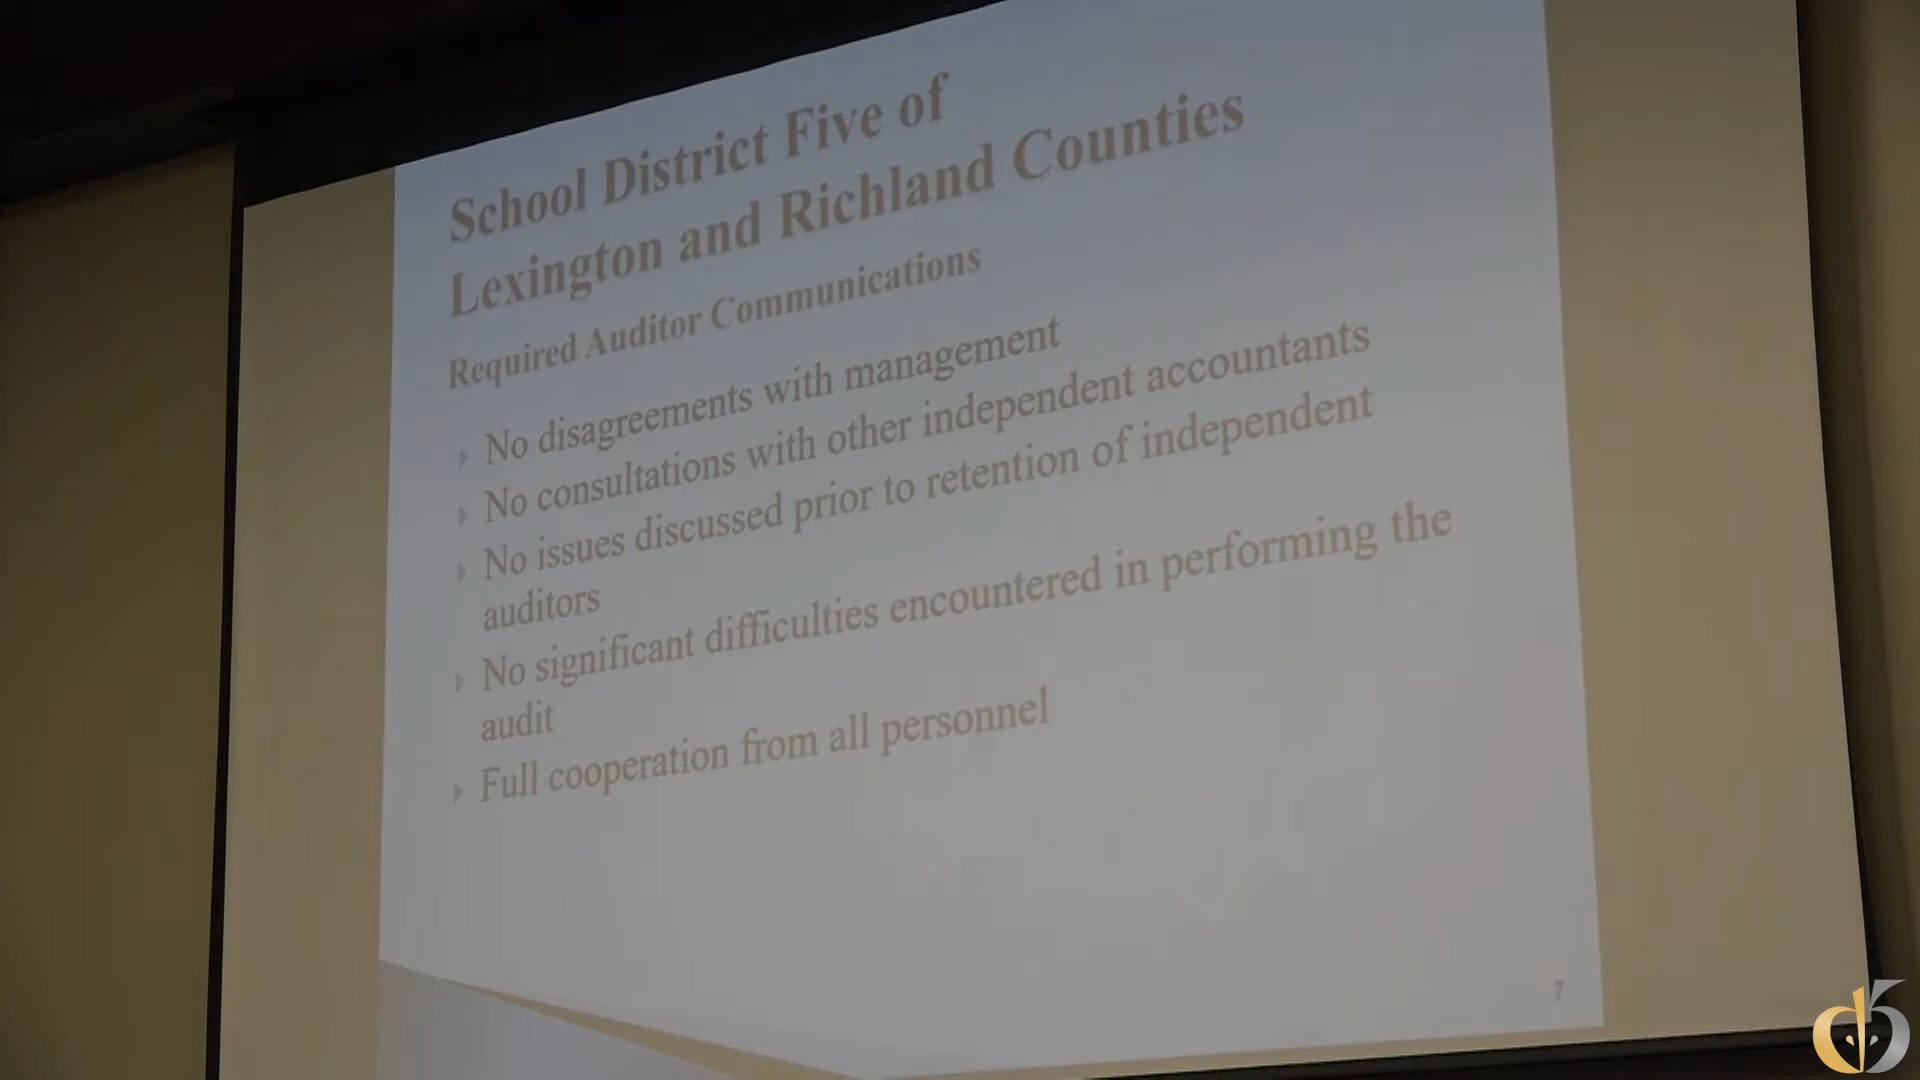 School District Five of
Lexington and Richland Counties
Required Auditor Communications
No disagreements with management
No consultations with other independent accountants
No issues discussed prior to retention of independent
auditors
No significant difficulties encountered in performing the
audit
Full cooperation from all personnel
7
d5